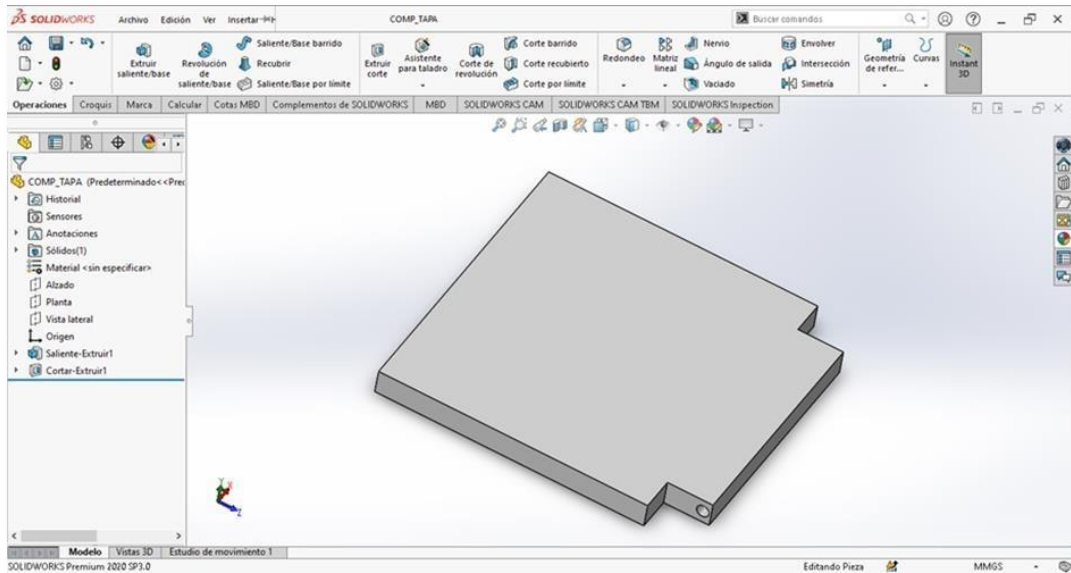 SOLIDWORKS Archivo Edición Ver Insertar COMP_TAPA Buscar comandos
Extruir saliente/base
Revolución de saliente/base
Saliente/Base barrido
Recubrir
Saliente/Base por límite
Extruir corte
Asistente para taladro
Corte de revolución
Corte barrido
Corte recubierto
Corte por límite
Redondeo
Matriz lineal
Nervio
Ángulo de salida
Vaciado
Envolver
Intersección
Simetría
Geometría de refer...
Curvas
Instant 3D
Operaciones Croquis Marca Calcular Cotas MBD Complementos de SOLIDWORKS MBD SOLIDWORKS CAM SOLIDWORKS CAM TBM SOLIDWORKS Inspection
COMP_TAPA (Predeterminado<<Prec
Historial
Sensores
Anotaciones
Sólidos(1)
Material <sin especificar>
Alzado
Planta
Vista lateral
Origen
Saliente-Extruir1
Cortar-Extruir1
Modelo Vistas 3D Estudio de movimiento 1
SOLIDWORKS Premium 2020 SP3.0 Editando Pieza MMGS